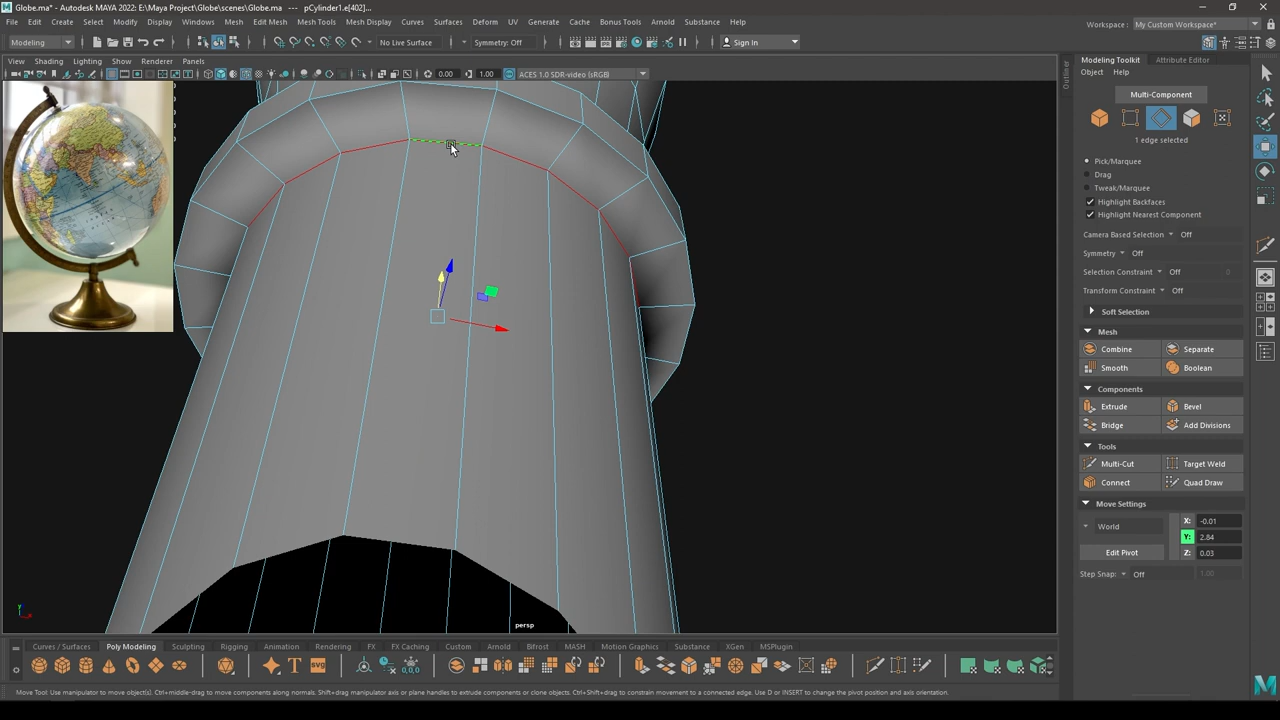 Globe.ma* - Autodesk MAYA 2022: E:\Maya Project\Globe\scenes\Globe.ma --- pCylinder1.e[402]...
File Edit Create Select Modify Display Windows Mesh Edit Mesh Mesh Tools Mesh Display Curves Surfaces Deform UV Generate Cache Bonus Tools Arnold Substance Help
Workspace : My Custom Workspace*
Modeling No Live Surface Symmetry: Off Sign In
View Shading Lighting Show Renderer Panels
0.00 1.00 ACES 1.0 SDR-video (sRGB)
Outliner
persp
Modeling Toolkit Attribute Editor
Object Help
Multi-Component
1 edge selected
Pick/Marquee
Drag
Tweak/Marquee
Highlight Backfaces
Highlight Nearest Component
Camera Based Selection Off
Symmetry Off
Selection Constraint Off
Transform Constraint Off
Soft Selection
Mesh
Combine Separate
Smooth Boolean
Components
Extrude Bevel
Bridge Add Divisions
Tools
Multi-Cut Target Weld
Connect Quad Draw
Move Settings
World X: -0.01
Y: 2.84
Edit Pivot Z: 0.03
Step Snap: Off 1.00
Curves / Surfaces Poly Modeling Sculpting Rigging Animation Rendering FX FX Caching Custom Arnold Bifrost MASH Motion Graphics Substance XGen MSPlugin
Move Tool: Use manipulator to move object(s). Ctrl+middle-drag to move components along normals. Shift+drag manipulator axis or plane handles to extrude components or clone objects. Ctrl+Shift+drag to constrain movement to a connected edge. Use D or INSERT to change the pivot position and axis orientation.